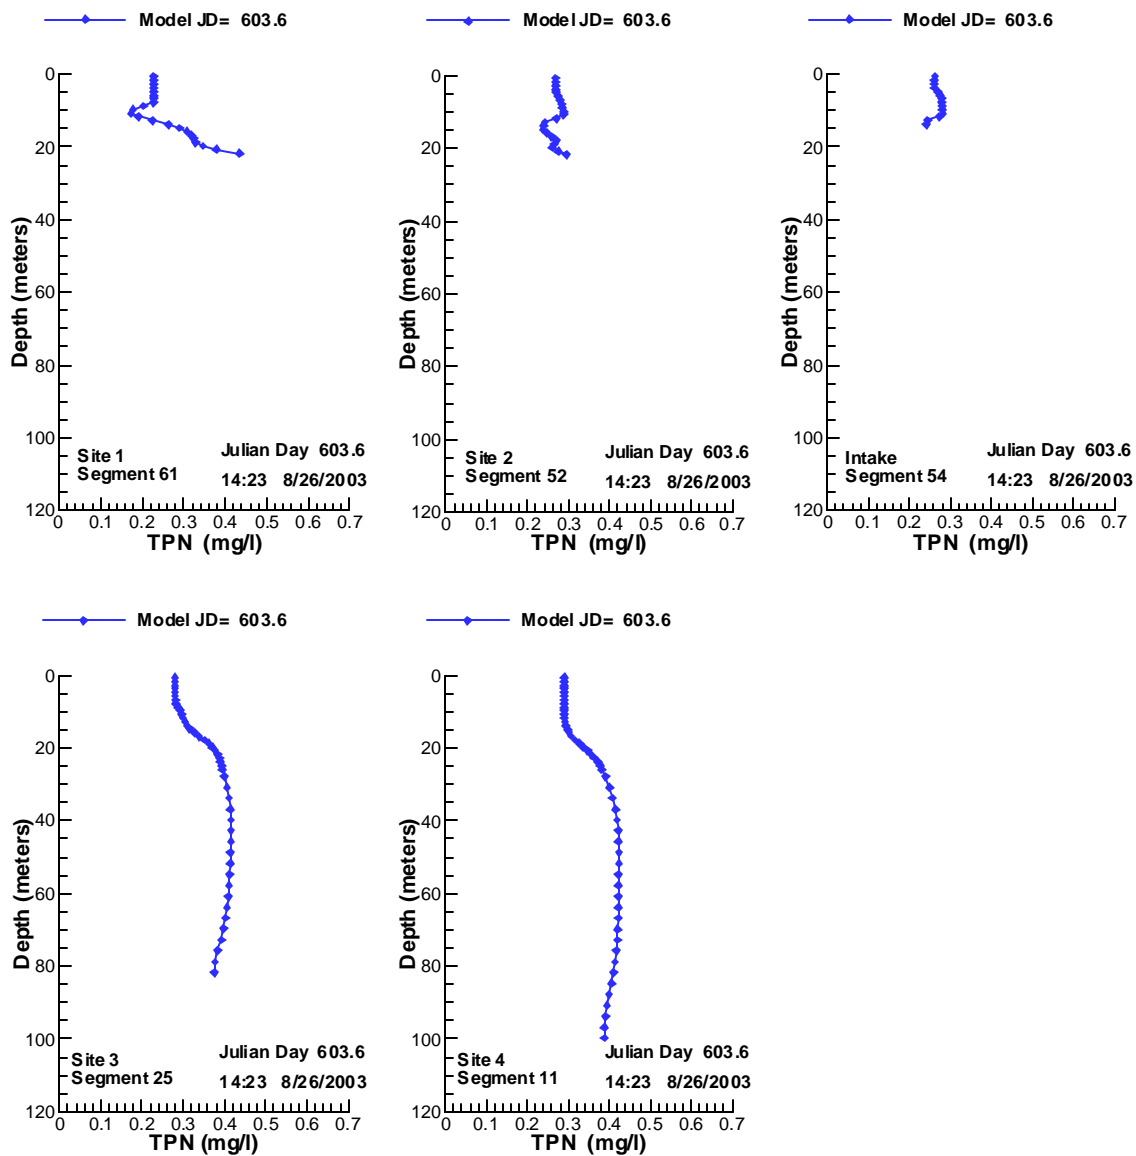 Model JD= 603.6
0
20
40
60
80
100
120
Depth (meters)
Site 1
Segment 61
Julian Day 603.6
14:23 8/26/2003
0 0.1 0.2 0.3 0.4 0.5 0.6 0.7
TPN (mg/l)
Model JD= 603.6
0
20
40
60
80
100
120
Depth (meters)
Site 2
Segment 52
Julian Day 603.6
14:23 8/26/2003
0 0.1 0.2 0.3 0.4 0.5 0.6 0.7
TPN (mg/l)
Model JD= 603.6
0
20
40
60
80
100
120
Depth (meters)
Intake
Segment 54
Julian Day 603.6
14:23 8/26/2003
0 0.1 0.2 0.3 0.4 0.5 0.6 0.7
TPN (mg/l)
Model JD= 603.6
0
20
40
60
80
100
120
Depth (meters)
Site 3
Segment 25
Julian Day 603.6
14:23 8/26/2003
0 0.1 0.2 0.3 0.4 0.5 0.6 0.7
TPN (mg/l)
Model JD= 603.6
0
20
40
60
80
100
120
Depth (meters)
Site 4
Segment 11
Julian Day 603.6
14:23 8/26/2003
0 0.1 0.2 0.3 0.4 0.5 0.6 0.7
TPN (mg/l)